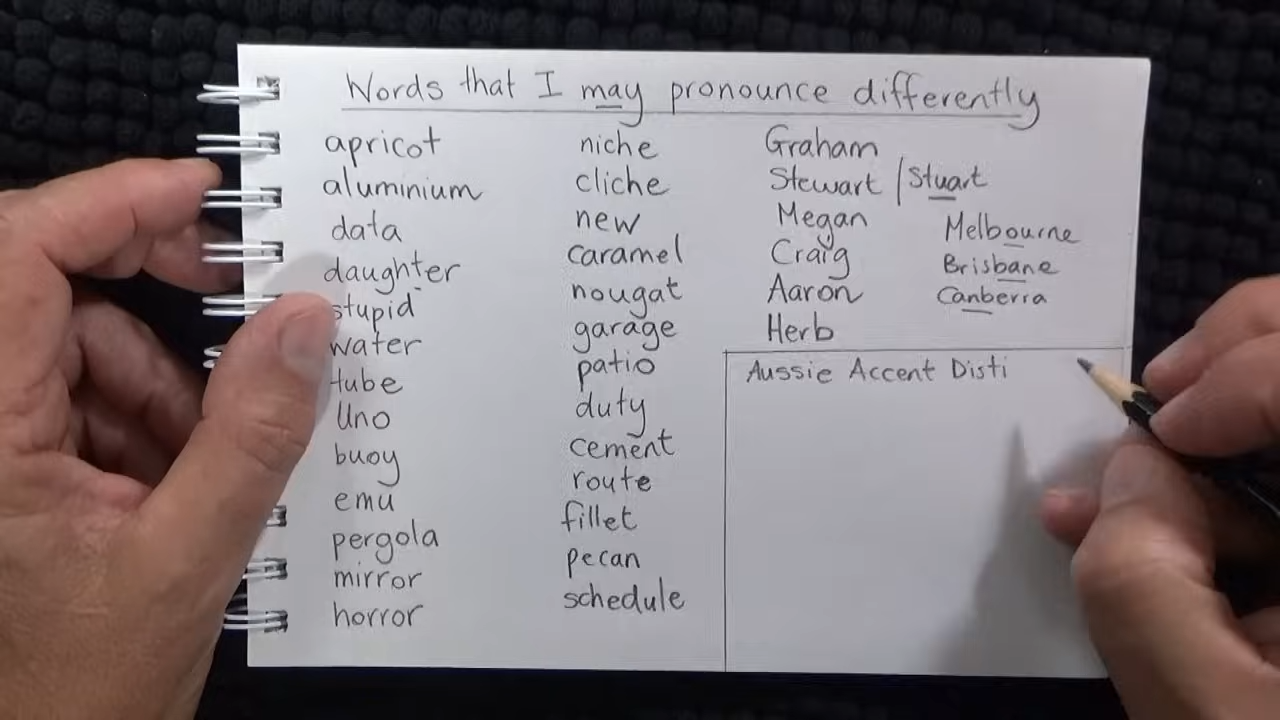 Words that I may pronounce differently
apricot
aluminium
data
daughter
stupid
water
tube
Uno
buoy
emu
pergola
mirror
horror
niche
cliche
new
caramel
nougat
garage
patio
duty
cement
route
fillet
pecan
schedule
Graham
Stewart / Stuart
Megan
Craig
Aaron
Herb
Melbourne
Brisbane
Canberra
Aussie Accent Disti